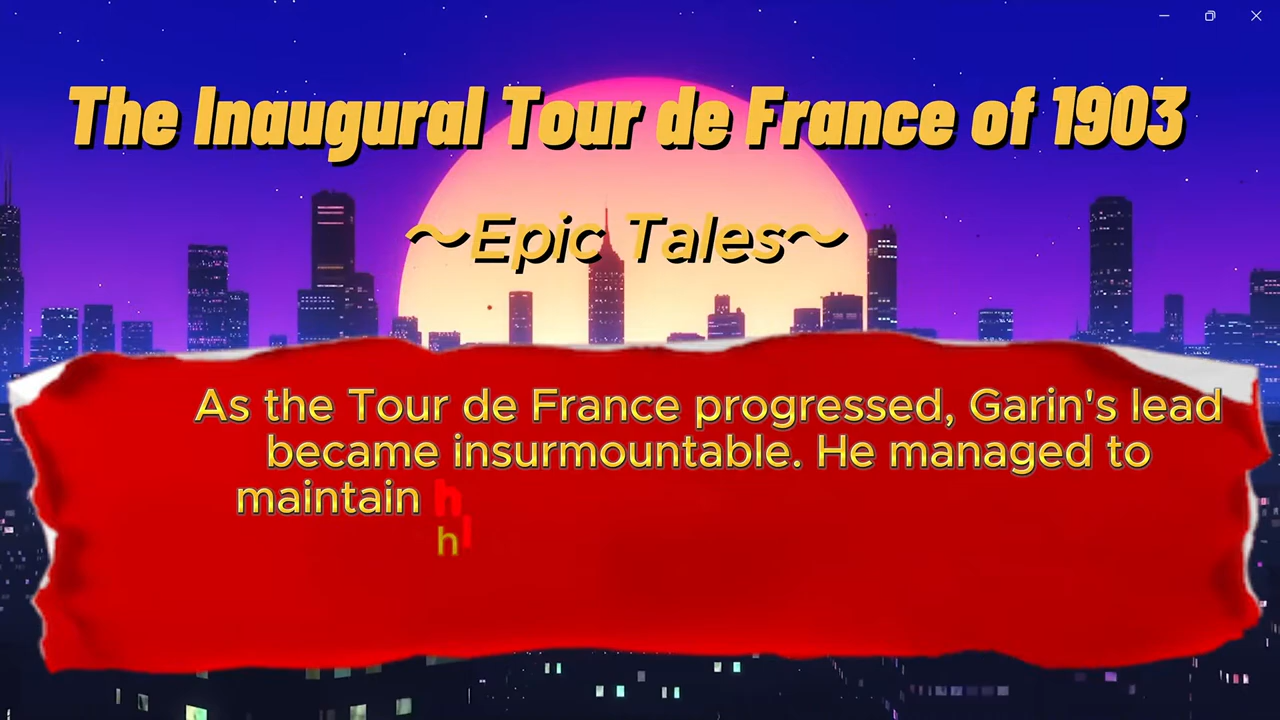 The Inaugural Tour de France of 1903
～Epic Tales～
As the Tour de France progressed, Garin's lead
became insurmountable. He managed to
maintain h
h